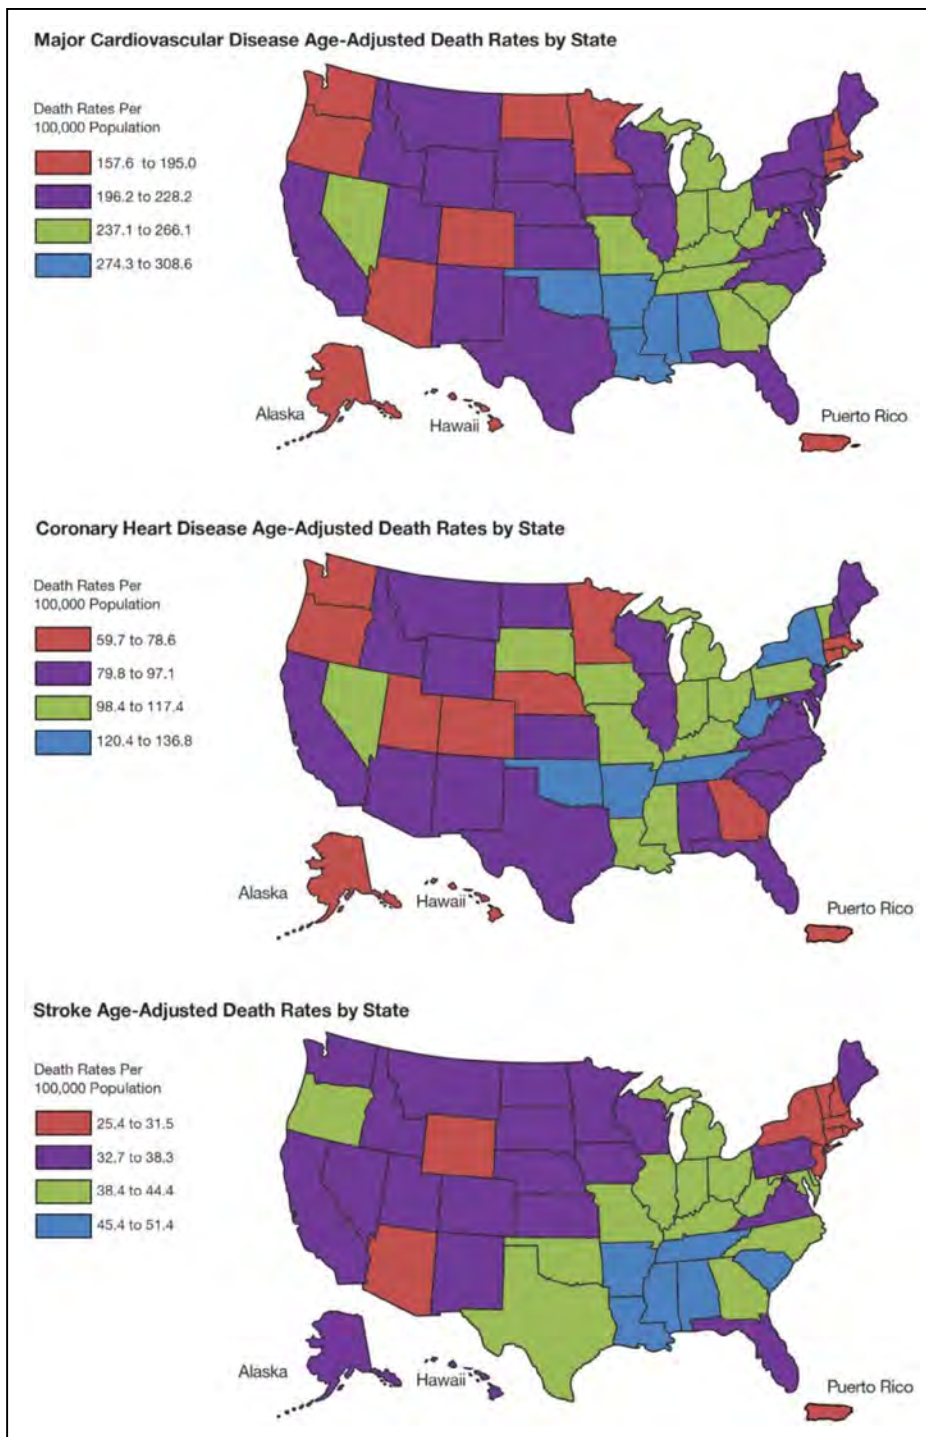 Major Cardiovascular Disease Age-Adjusted Death Rates by State
Death Rates Per
100,000 Population
157.6 to 195.0
196.2 to 228.2
237.1 to 266.1
274.3 to 308.6
Alaska
Hawaii
Puerto Rico
Coronary Heart Disease Age-Adjusted Death Rates by State
Death Rates Per
100,000 Population
59.7 to 78.6
79.8 to 97.1
98.4 to 117.4
120.4 to 136.8
Alaska
Hawaii
Puerto Rico
Stroke Age-Adjusted Death Rates by State
Death Rates Per
100,000 Population
25.4 to 31.5
32.7 to 38.3
38.4 to 44.4
45.4 to 51.4
Alaska
Hawaii
Puerto Rico